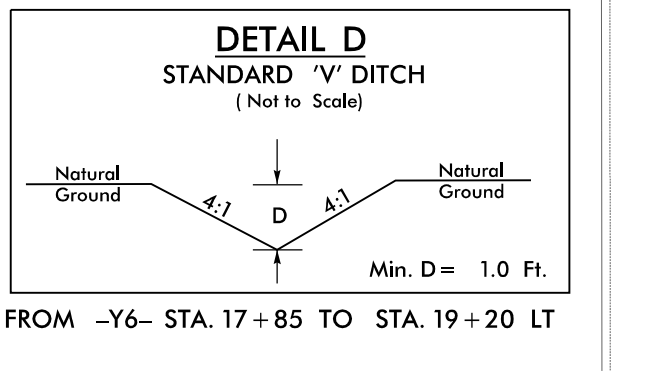 DETAIL D
STANDARD 'V' DITCH
( Not to Scale)
Natural
Ground
4:1
D
4:1
Natural
Ground
Min. D = 1.0 Ft.
FROM -Y6- STA. 17+85 TO STA. 19+20 LT